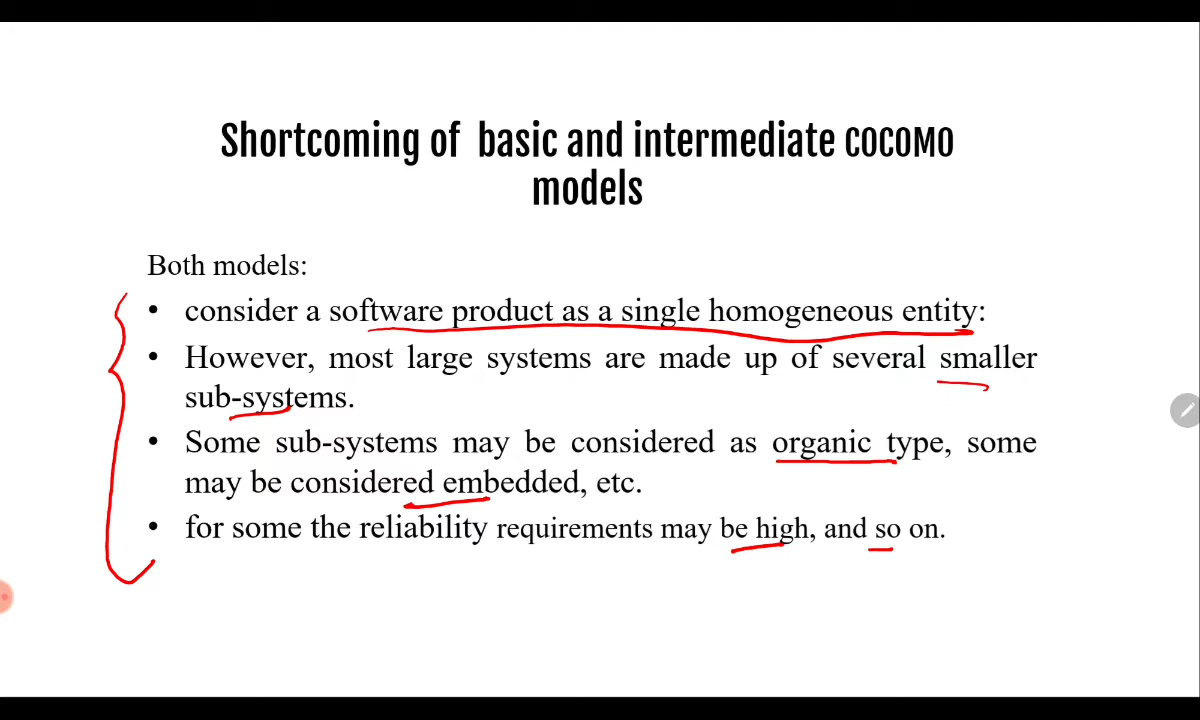 Shortcoming of basic and intermediate COCOMO
models
Both models:
• consider a software product as a single homogeneous entity:
• However, most large systems are made up of several smaller
sub-systems.
• Some sub-systems may be considered as organic type, some
may be considered embedded, etc.
• for some the reliability requirements may be high, and so on.